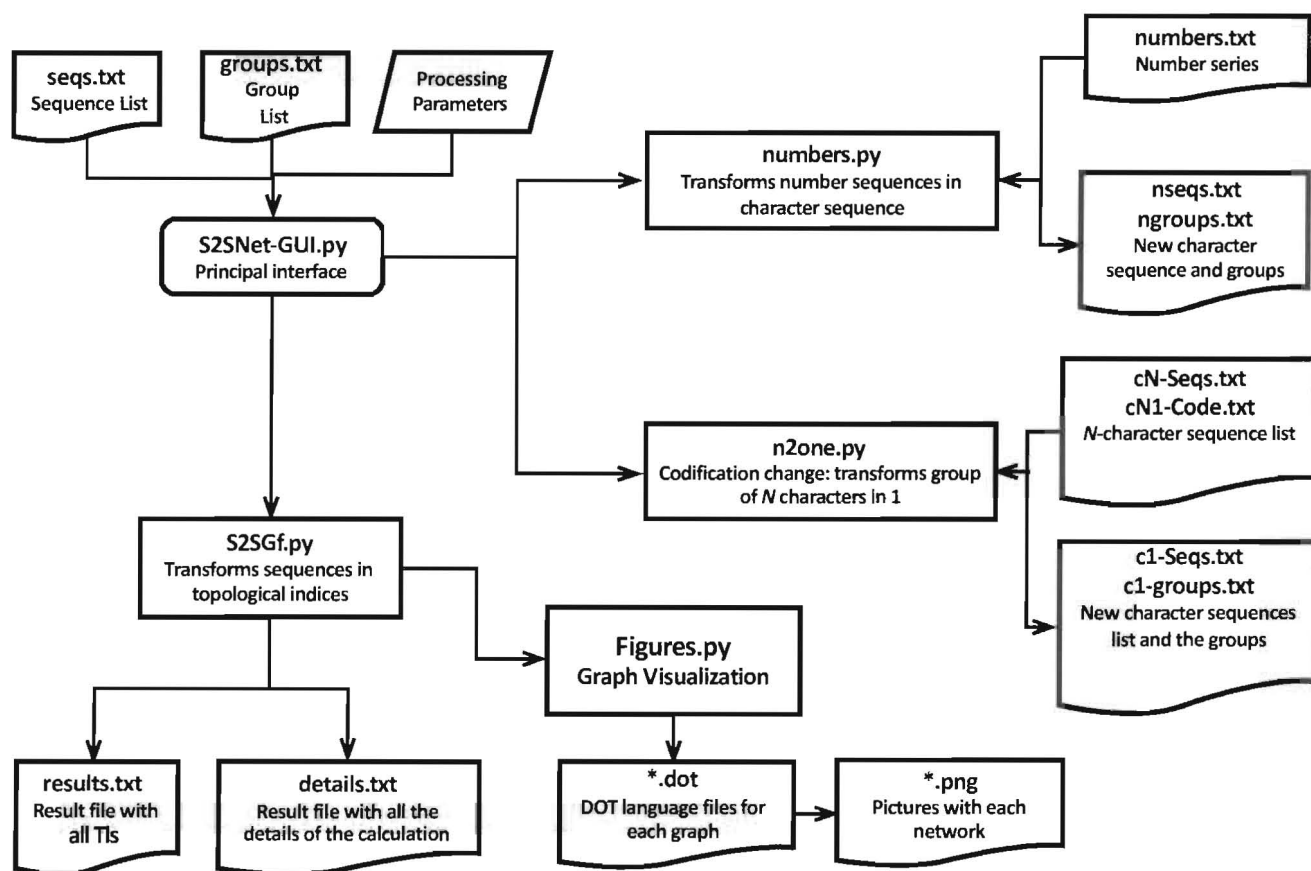 seqs.txt
Sequence List
groups.txt
Group
List
Processing
Parameters
numbers.txt
Number series
numbers.py
Transforms number sequences in
character sequence
nseqs.txt
ngroups.txt
New character
sequence and groups
S2SNet-GUI.py
Principal interface
cN-Seqs.txt
cN1-Code.txt
N-character sequence list
n2one.py
Codification change: transforms group
of N characters in 1
S2SGf.py
Transforms sequences in
topological indices
c1-Seqs.txt
c1-groups.txt
New character sequences
list and the groups
Figures.py
Graph Visualization
results.txt
Result file with
all TIs
details.txt
Result file with all the
details of the calculation
*.dot
DOT language files for
each graph
*.png
Pictures with each
network